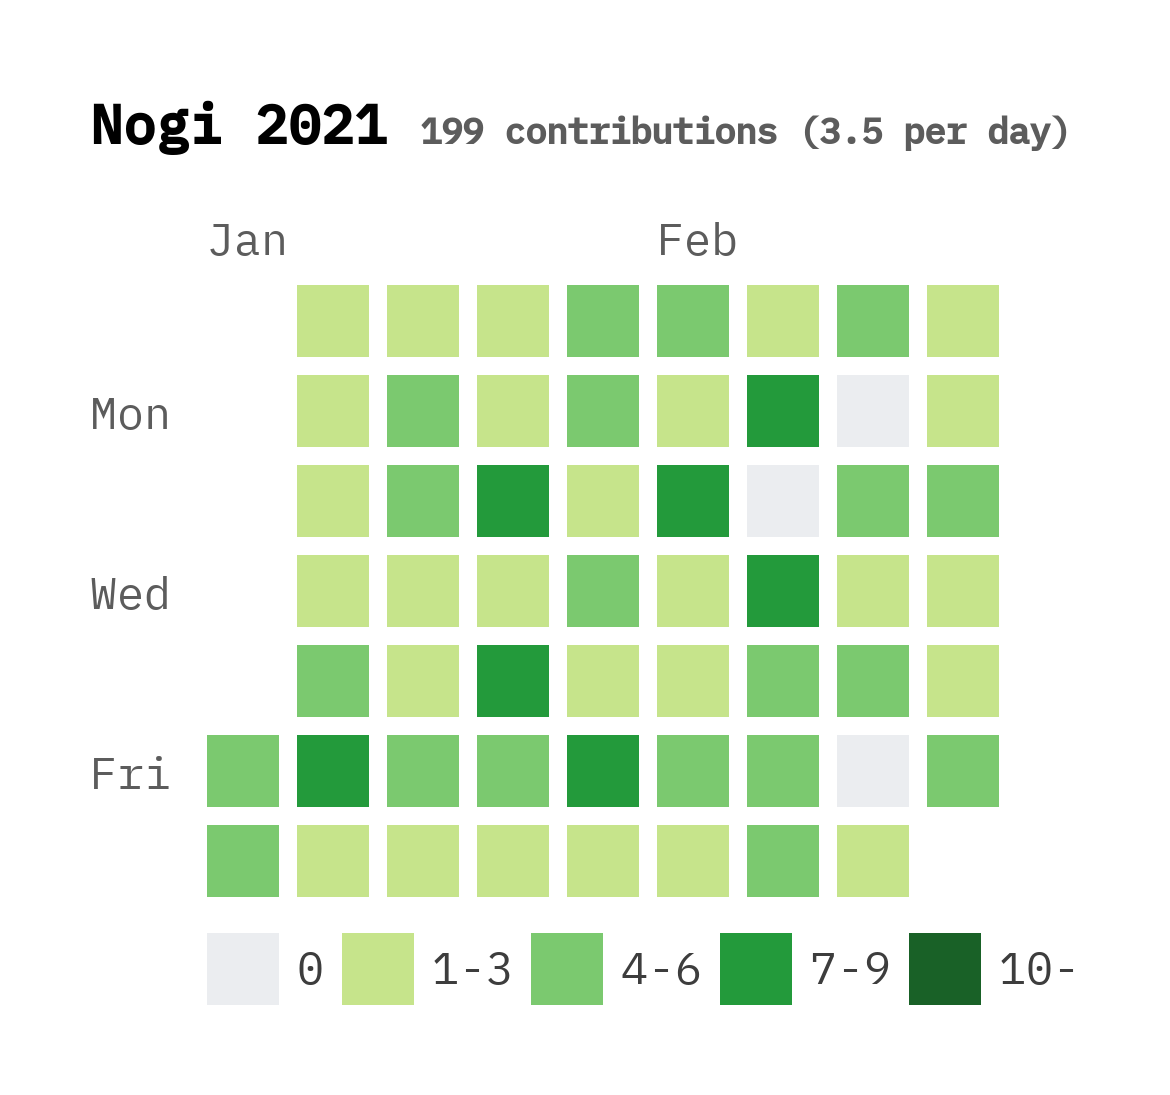 Nogi 2021 199 contributions (3.5 per day)
Jan Feb
Mon
Wed
Fri
0 1-3 4-6 7-9 10-